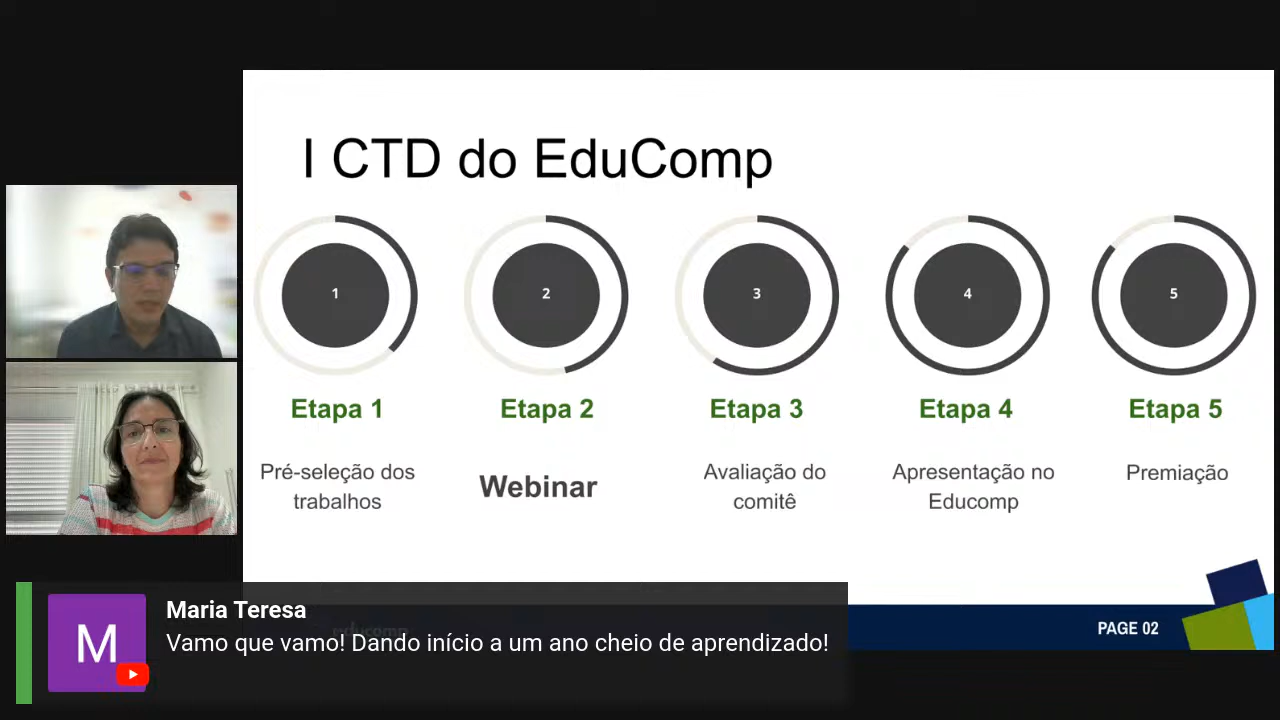 I CTD do EduComp
1
2
3
4
5
Etapa 1
Etapa 2
Etapa 3
Etapa 4
Etapa 5
Pré-seleção dos
trabalhos
Webinar
Avaliação do
comitê
Apresentação no
Educomp
Premiação
educomp
PAGE 02
M
Maria Teresa
Vamo que vamo! Dando início a um ano cheio de aprendizado!